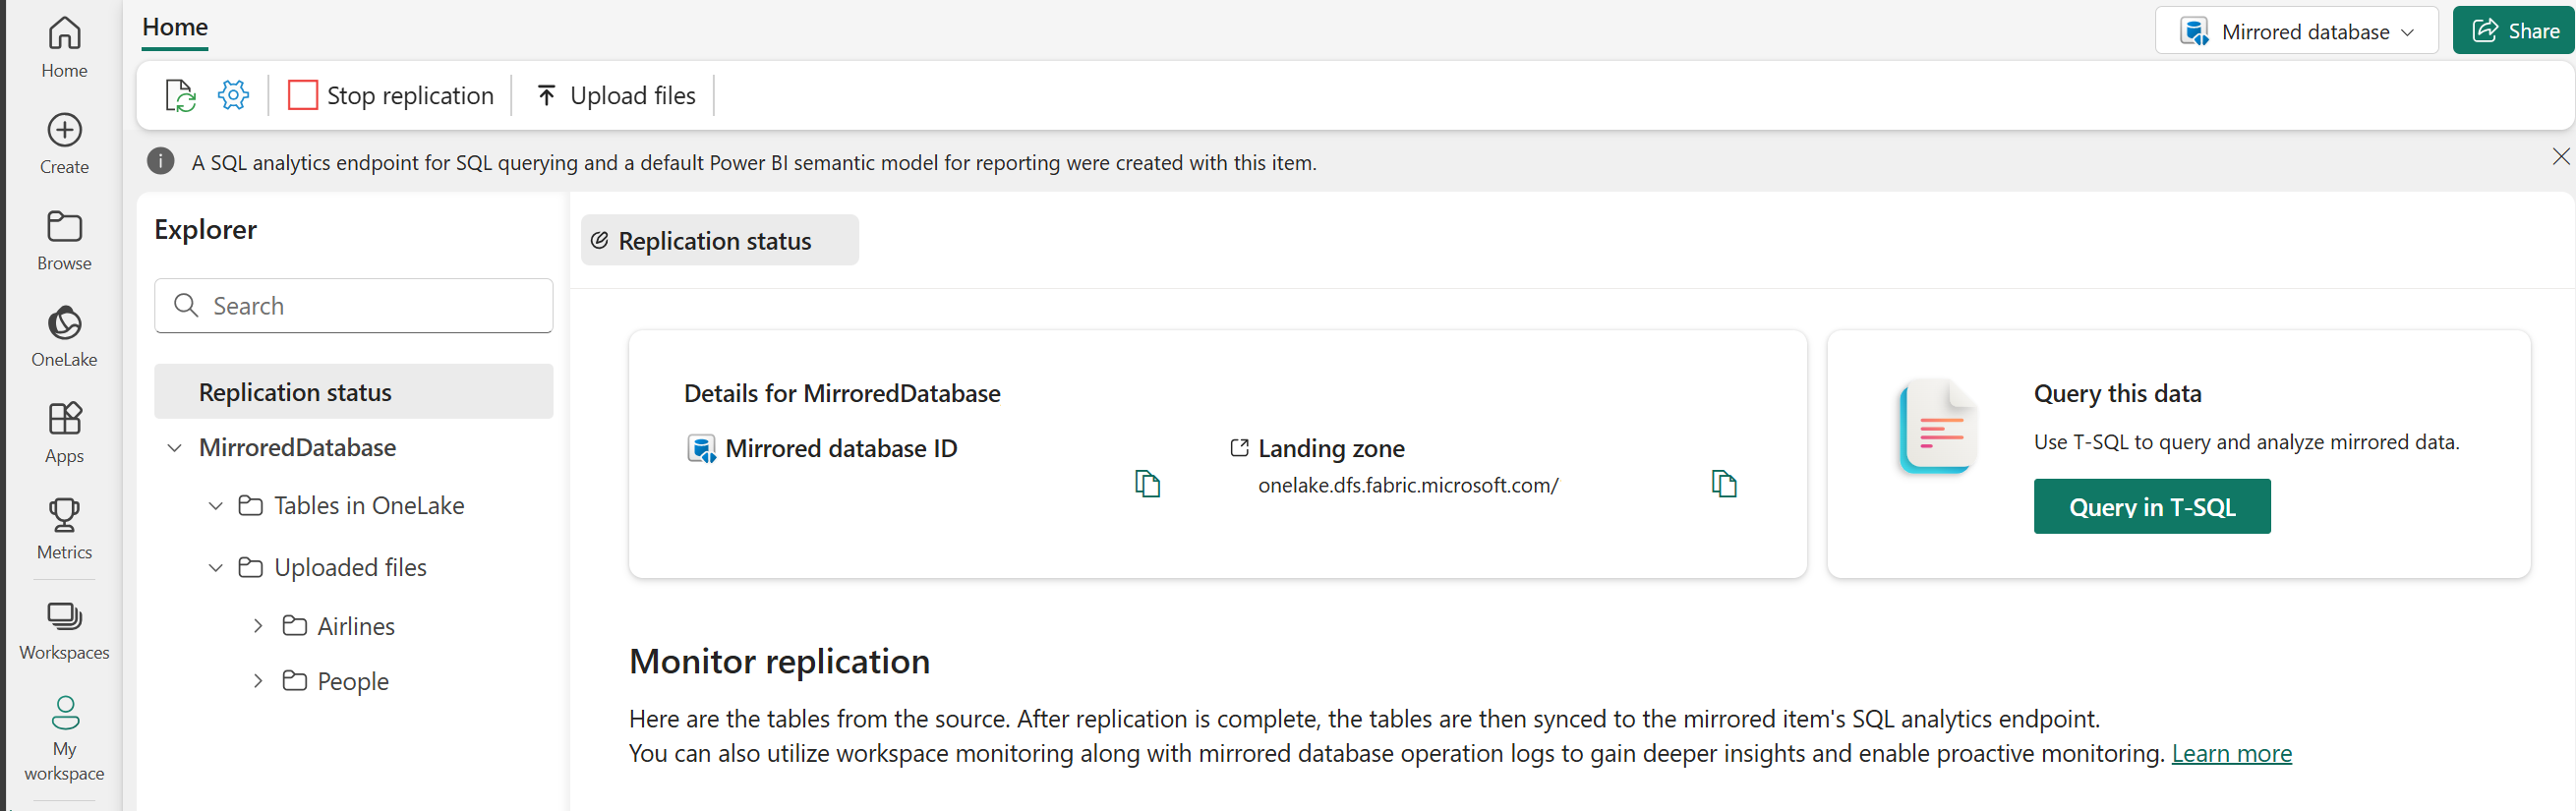 Home
Create
Browse
OneLake
Apps
Metrics
Workspaces
My
workspace
Home
Mirrored database
Share
Stop replication
Upload files
A SQL analytics endpoint for SQL querying and a default Power BI semantic model for reporting were created with this item.
Explorer
Search
Replication status
MirroredDatabase
Tables in OneLake
Uploaded files
Airlines
People
Replication status
Details for MirroredDatabase
Mirrored database ID
Landing zone
onelake.dfs.fabric.microsoft.com/
Query this data
Use T-SQL to query and analyze mirrored data.
Query in T-SQL
Monitor replication
Here are the tables from the source. After replication is complete, the tables are then synced to the mirrored item's SQL analytics endpoint.
You can also utilize workspace monitoring along with mirrored database operation logs to gain deeper insights and enable proactive monitoring. Learn more